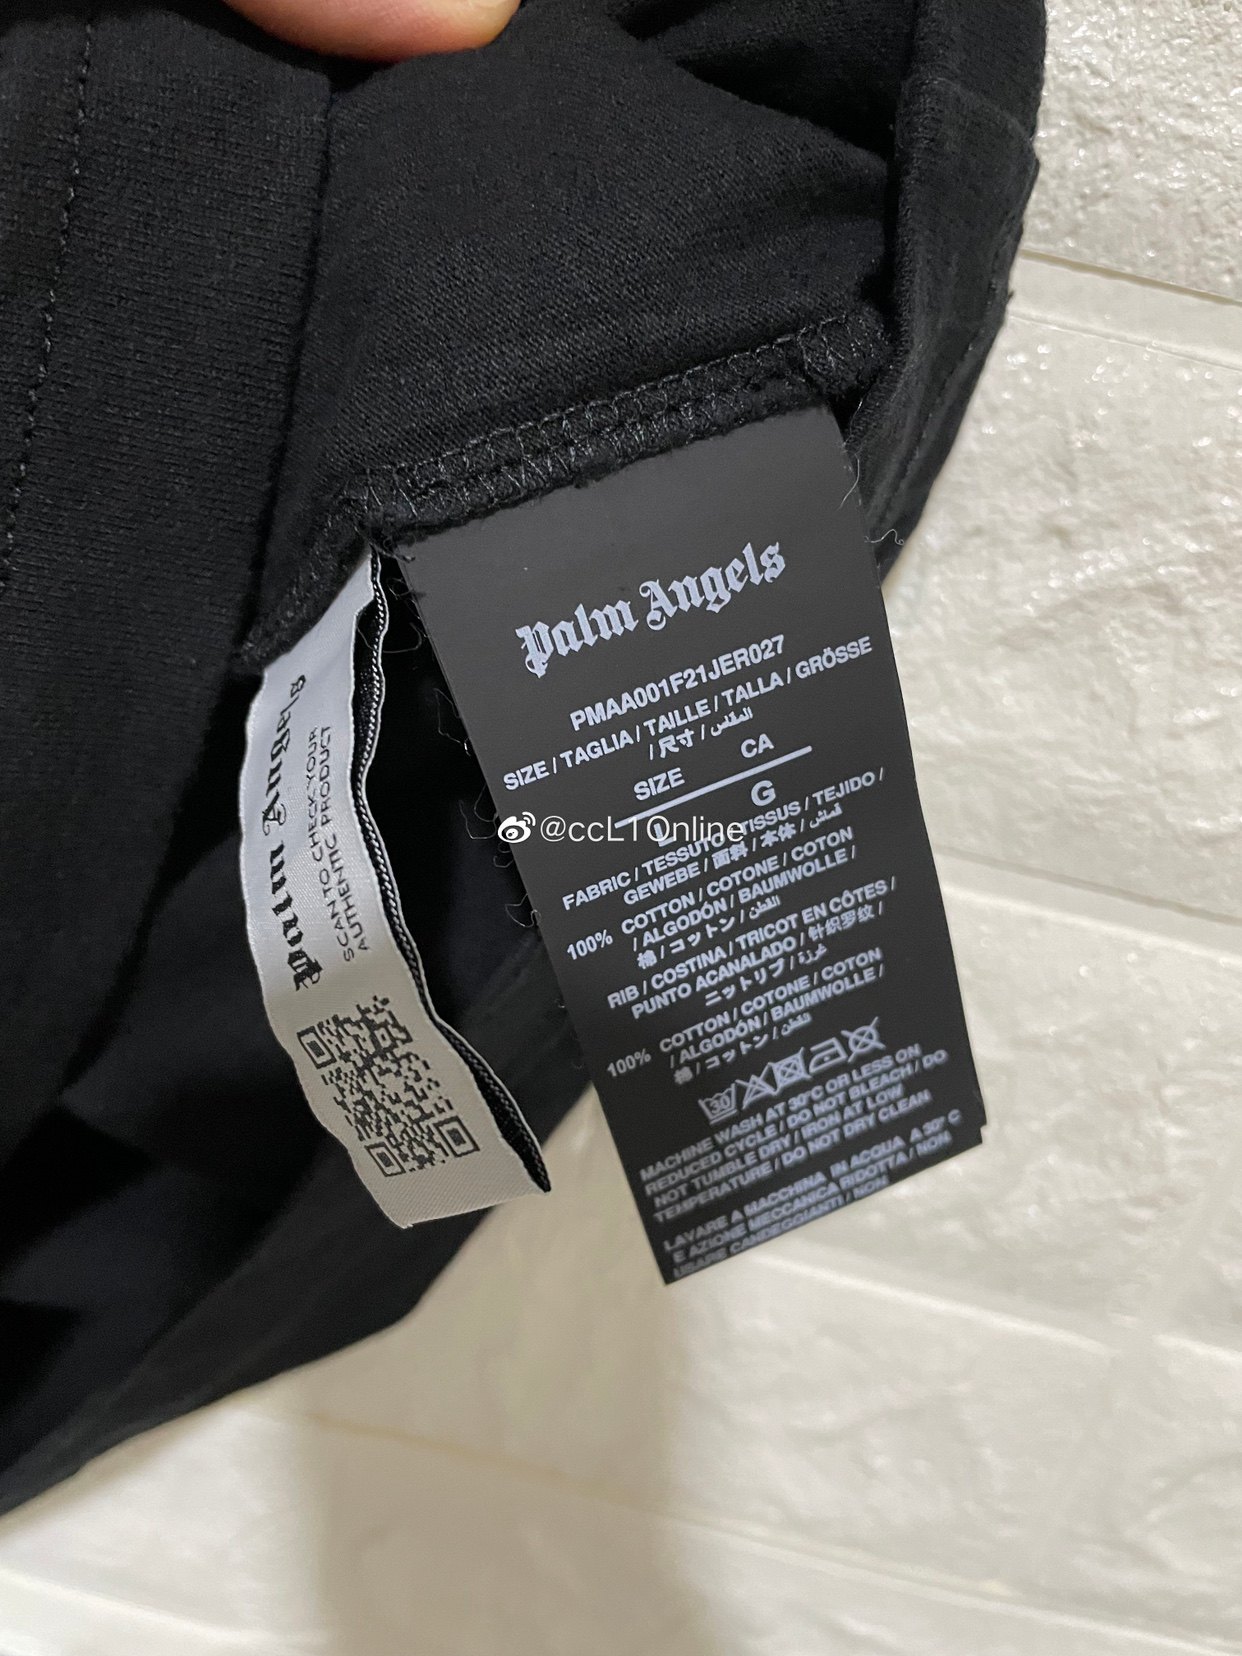 Palm Angels
PMAA001F21JER027
SIZE / TAGLIA / TAILLE / TALLA / GRÖSSE
/ 尺寸 / المقاس
SIZE CA
L G
FABRIC / TESSUTO / TISSUS / TEJIDO /
GEWEBE / 面料 / 本体 / قماش
100% COTTON / COTONE / COTON
/ ALGODÓN / BAUMWOLLE /
棉 / コットン / القطن
RIB / COSTINA / TRICOT EN CÔTES /
PUNTO ACANALADO / 针织罗纹 /
ニットリブ / غرزة
100% COTTON / COTONE / COTON
/ ALGODÓN / BAUMWOLLE /
棉 / コットン / القطن
30
MACHINE WASH AT 30°C OR LESS ON
REDUCED CYCLE / DO NOT BLEACH / DO
NOT TUMBLE DRY / IRON AT LOW
TEMPERATURE / DO NOT DRY CLEAN
LAVARE A MACCHINA IN ACQUA A 30° C
E AZIONE MECCANICA RIDOTTA / NON
USARE CANDEGGIANTI / NON
Palm Angels
SCAN TO CHECK YOUR
AUTHENTIC PRODUCT
@ccL1Online